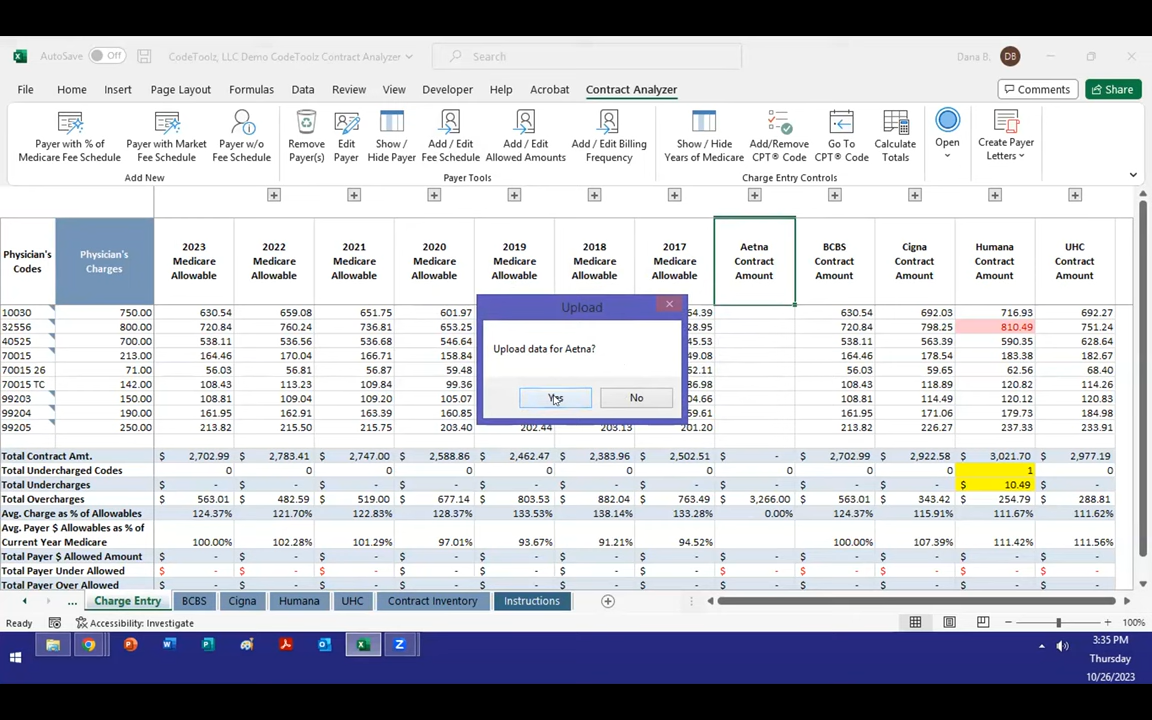 AutoSave Off CodeToolz, LLC Demo CodeToolz Contract Analyzer Search Dana B. DB
File Home Insert Page Layout Formulas Data Review View Developer Help Acrobat Contract Analyzer Comments Share
Payer with % of Medicare Fee Schedule
Payer with Market Fee Schedule
Payer w/o Fee Schedule
Remove Payer(s)
Edit Payer
Show / Hide Payer
Add / Edit Fee Schedule
Add / Edit Allowed Amounts
Add / Edit Billing Frequency
Show / Hide Years of Medicare
Add/Remove CPT® Code
Go To CPT® Code
Calculate Totals
Open
Create Payer Letters
Add New Payer Tools Charge Entry Controls
Physician's Codes Physician's Charges 2023 Medicare Allowable 2022 Medicare Allowable 2021 Medicare Allowable 2020 Medicare Allowable 2019 Medicare Allowable 2018 Medicare Allowable 2017 Medicare Allowable Aetna Contract Amount BCBS Contract Amount Cigna Contract Amount Humana Contract Amount UHC Contract Amount
10030 750.00 630.54 659.08 651.75 601.97 64.39 630.54 692.03 716.93 692.27
32556 800.00 720.84 760.24 736.81 653.25 28.95 720.84 798.25 810.49 751.24
40525 700.00 538.11 536.56 536.68 546.64 45.53 538.11 563.39 590.35 628.64
70015 213.00 164.46 170.04 166.71 158.84 49.08 164.46 178.54 183.38 182.67
70015 26 71.00 56.03 56.81 56.87 59.48 62.11 56.03 59.65 62.56 68.40
70015 TC 142.00 108.43 113.23 109.84 99.36 86.98 108.43 118.89 120.82 114.26
99203 150.00 108.81 109.04 109.20 105.07 04.66 108.81 115.31 120.12 120.83
99204 190.00 161.95 162.91 163.39 160.85 59.61 161.95 171.06 179.73 184.98
99205 250.00 213.82 215.50 215.75 203.40 202.44 203.13 201.20 213.82 226.27 237.33 233.91
Upload
Upload data for Aetna?
Yes No
Total Contract Amt. $ 2,702.99 $ 2,783.41 $ 2,747.00 $ 2,588.86 $ 2,462.47 $ 2,383.96 $ 2,502.51 $ - $ 2,702.99 $ 2,922.58 $ 3,021.70 $ 2,977.19
Total Undercharged Codes 0 0 0 0 0 0 0 0 0 0 1 0
Total Undercharges $ - $ - $ - $ - $ - $ - $ - $ - $ - $ - $ 10.49 $ -
Total Overcharges $ 563.01 $ 482.59 $ 519.00 $ 677.14 $ 803.53 $ 882.04 $ 763.49 $ 3,266.00 $ 563.01 $ 343.42 $ 254.79 $ 288.81
Avg. Charge as % of Allowables 124.37% 121.70% 122.83% 128.37% 133.53% 138.14% 133.28% 0.00% 124.37% 115.91% 111.67% 111.62%
Avg. Payer $ Allowables as % of
Current Year Medicare 100.00% 102.28% 101.29% 97.01% 93.67% 91.21% 94.52% 100.00% 107.39% 111.42% 111.56%
Total Payer $ Allowed Amount $ - $ - $ - $ - $ - $ - $ - $ - $ - $ - $ - $ -
Total Payer Under Allowed $ - $ - $ - $ - $ - $ - $ - $ - $ - $ - $ - $ -
Total Payer Over Allowed $ - $ - $ - $ - $ - $ - $ - $ - $ - $ - $ - $ -
... Charge Entry BCBS Cigna Humana UHC Contract Inventory Instructions
Ready Accessibility: Investigate 100%
3:35 PM
Thursday
10/26/2023